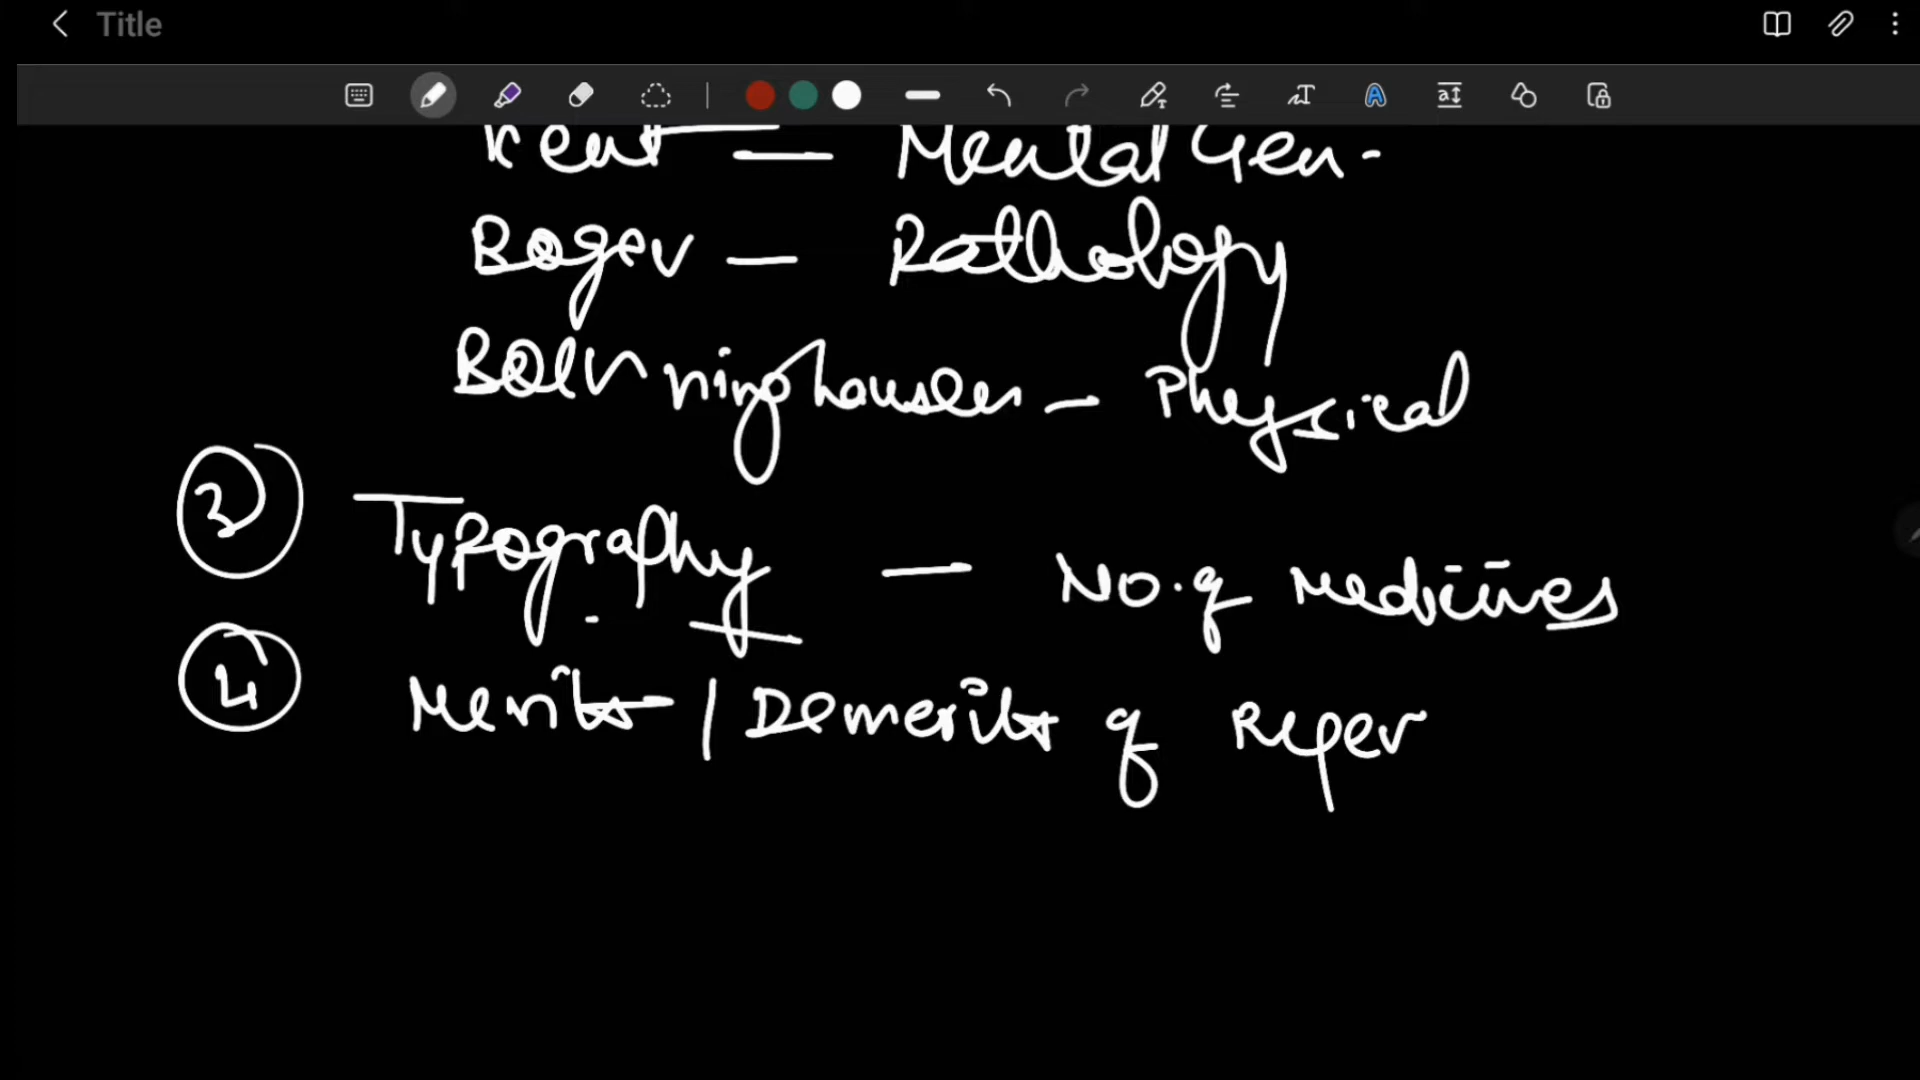 Title
Kent — Mental Gen.
Boger — Pathology
Boenninghausen — Physical
3 Typography — No. of Medicines
4 Merits / Demerits of Reper